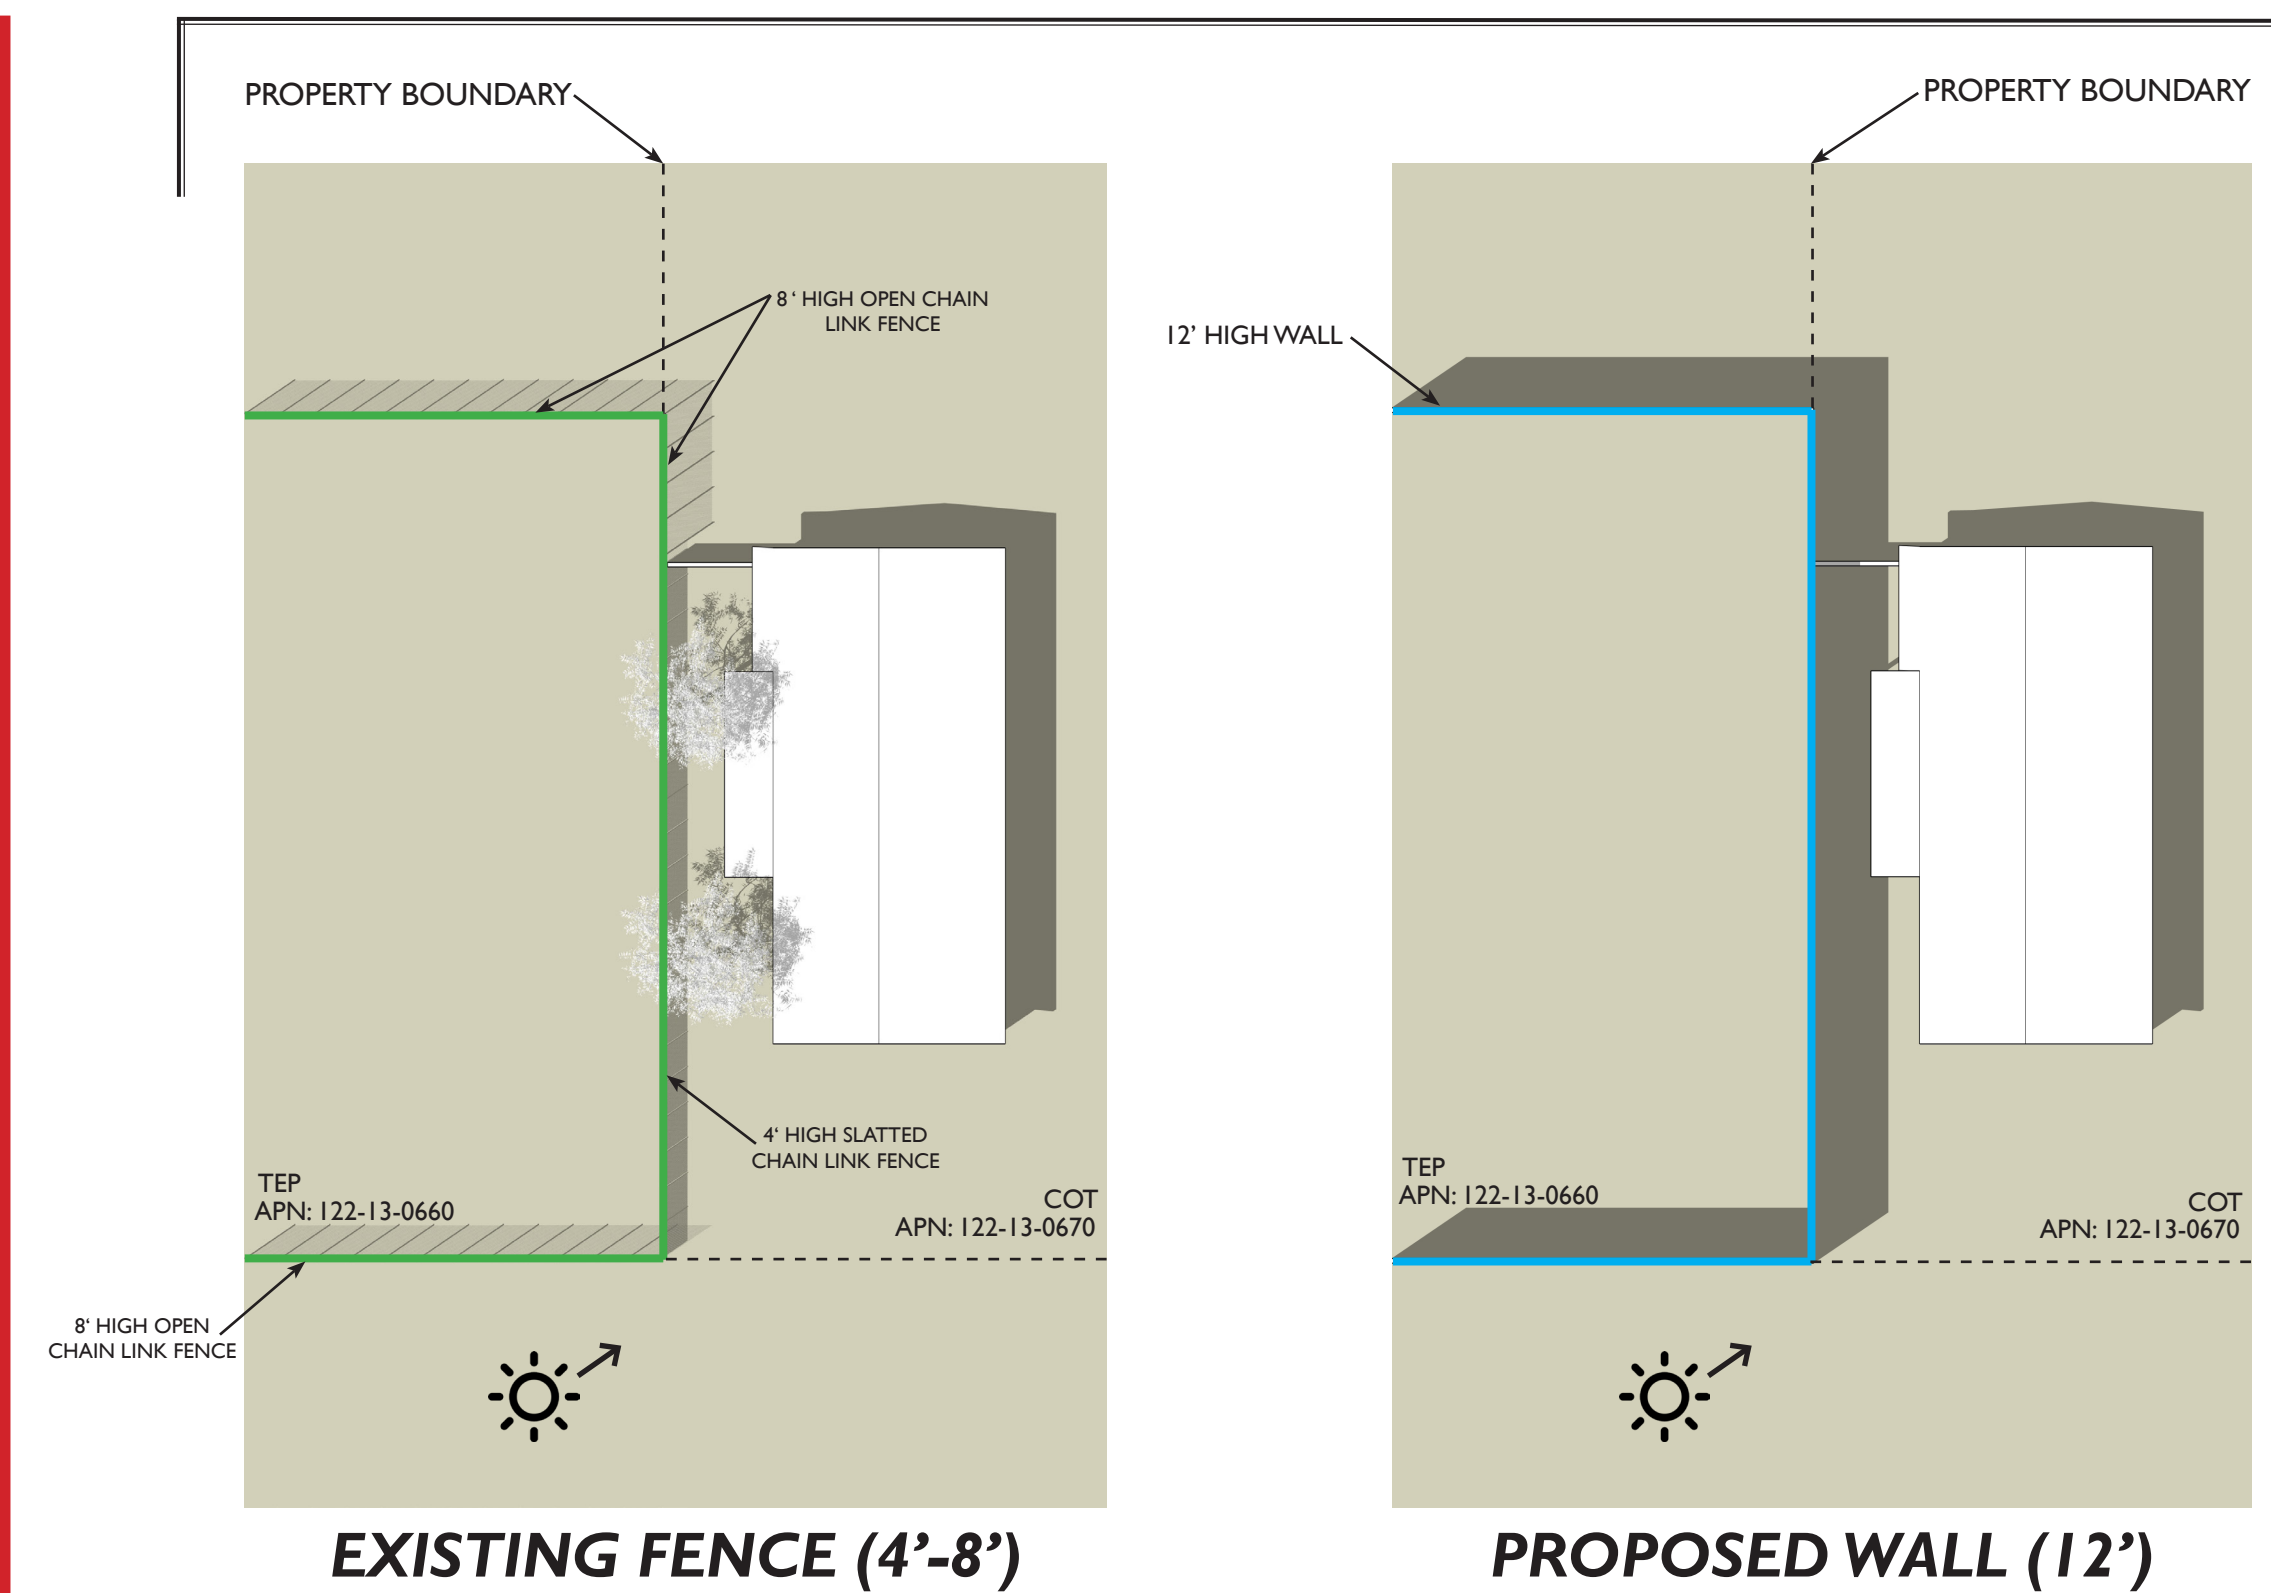 PROPERTY BOUNDARY
8 ‘ HIGH OPEN CHAIN
LINK FENCE
4‘ HIGH SLATTED
CHAIN LINK FENCE
TEP
APN: 122-13-0660
COT
APN: 122-13-0670
8‘ HIGH OPEN
CHAIN LINK FENCE
EXISTING FENCE (4’-8’)
PROPERTY BOUNDARY
12’ HIGH WALL
TEP
APN: 122-13-0660
COT
APN: 122-13-0670
PROPOSED WALL (12’)